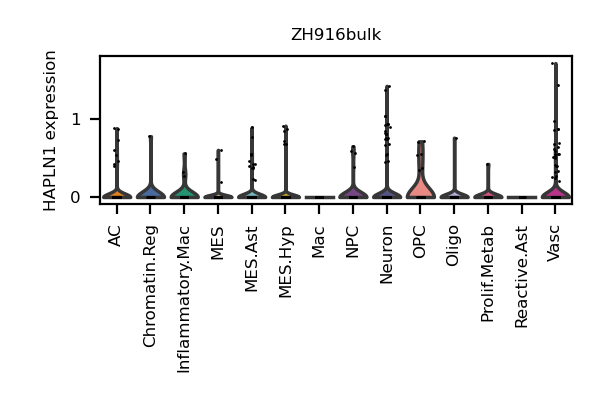 ZH916bulk
HAPLN1 expression
1
0
AC
Chromatin.Reg
Inflammatory.Mac
MES
MES.Ast
MES.Hyp
Mac
NPC
Neuron
OPC
Oligo
Prolif.Metab
Reactive.Ast
Vasc